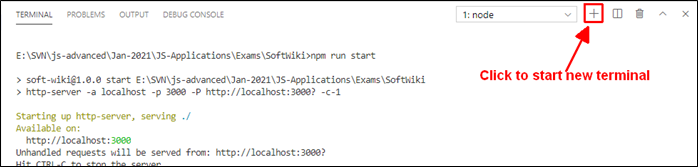 TERMINAL PROBLEMS OUTPUT DEBUG CONSOLE 1: node
E:\SVN\js-advanced\Jan-2021\JS-Applications\Exams\SoftWiki>npm run start
Click to start new terminal
> soft-wiki@1.0.0 start E:\SVN\js-advanced\Jan-2021\JS-Applications\Exams\SoftWiki
> http-server -a localhost -p 3000 -P http://localhost:3000? -c-1
Starting up http-server, serving ./
Available on:
http://localhost:3000
Unhandled requests will be served from: http://localhost:3000?
Hit CTRL-C to stop the server